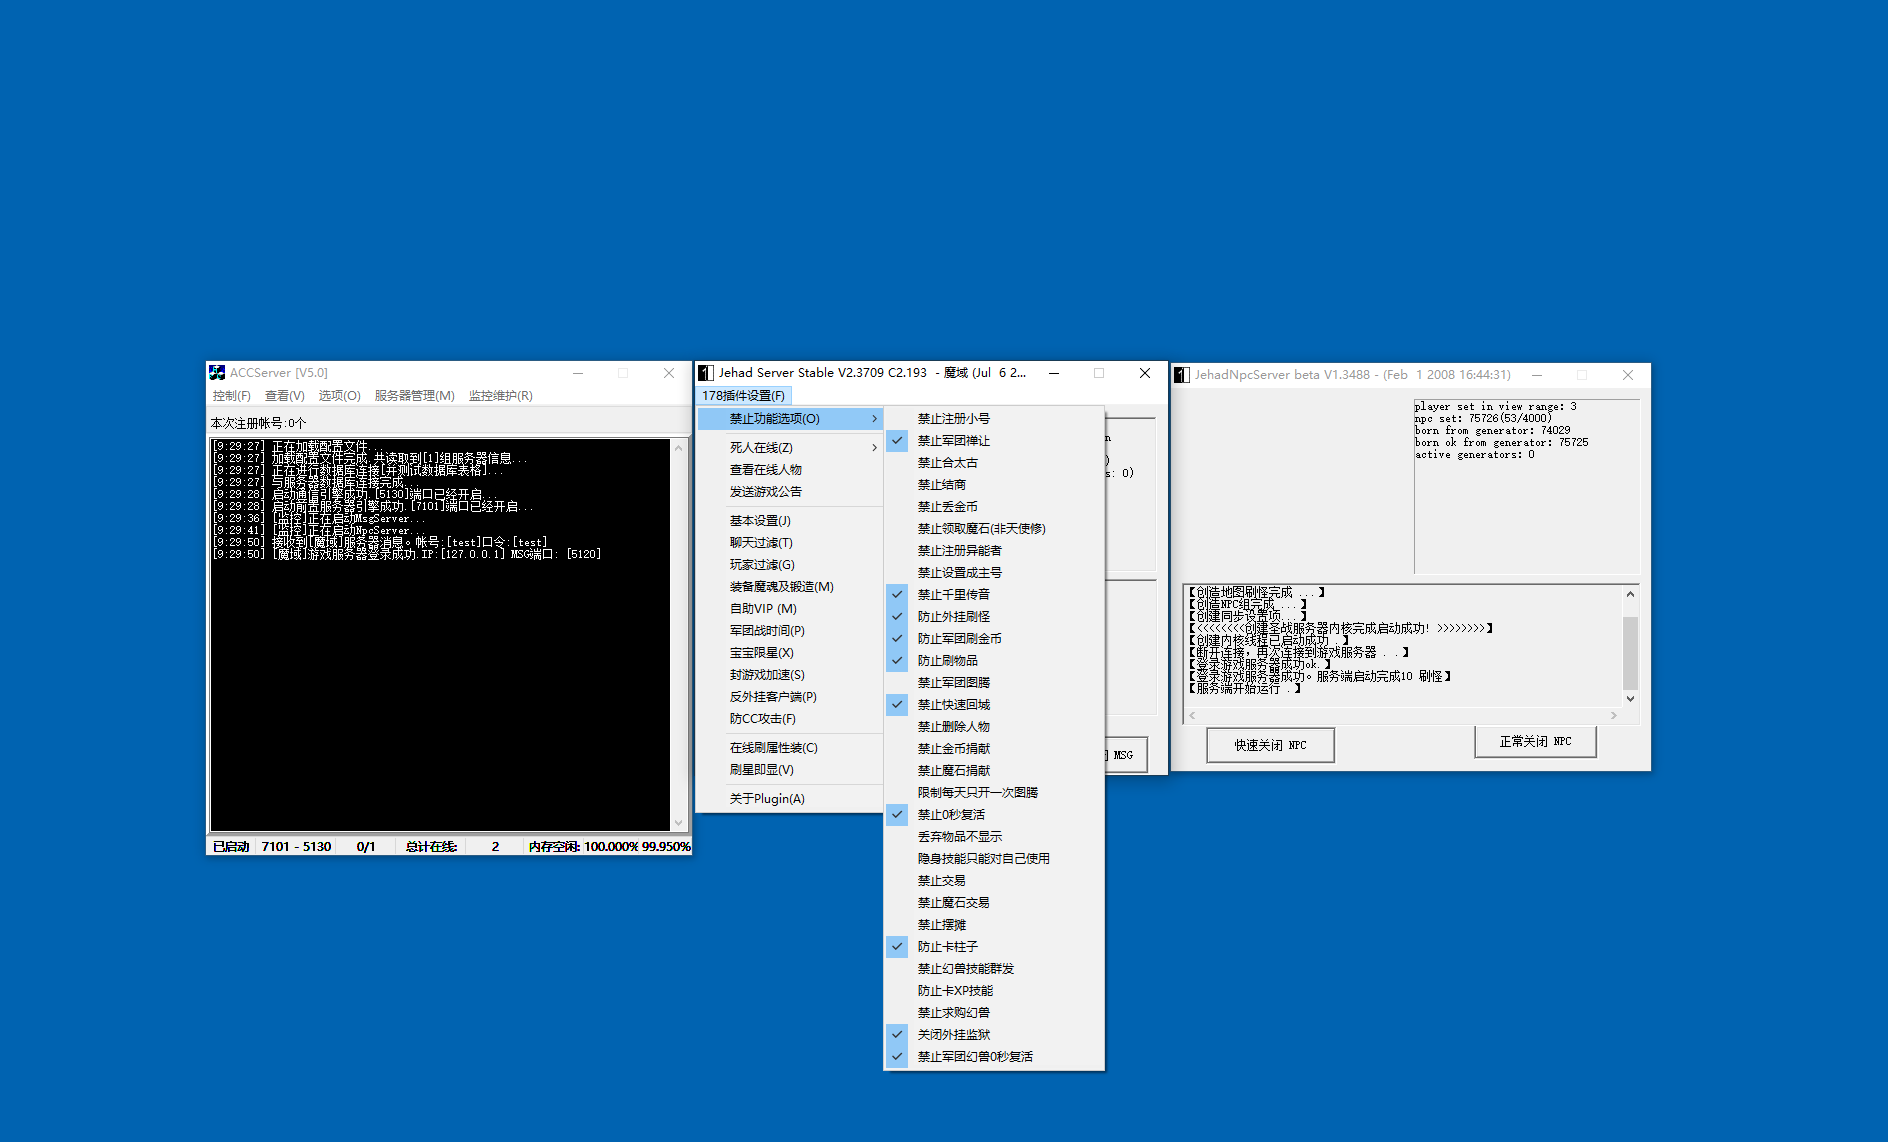 ACCServer [V5.0]
控制(F) 查看(V) 选项(O) 服务器管理(M) 监控维护(R)
本次注册帐号:0个
[9:29:27] 正在加载配置文件...
[9:29:27] 加载配置文件完成.共读取到[1]组服务器信息...
[9:29:27] 正在进行数据库连接[并测试数据库表格]...
[9:29:27] 与服务器数据库连接完成...
[9:29:28] 启动通信引擎成功.[5130]端口已经开启...
[9:29:28] 启动前置服务器引擎成功.[7101]端口已经开启...
[9:29:36] [监控]正在启动MsgServer...
[9:29:41] [监控]正在启动NpcServer...
[9:29:50] 接收到[魔域]服务器消息。帐号:[test]口令:[test]
[9:29:50] [魔域]游戏服务器登录成功.IP:[127.0.0.1] MSG端口: [5120]
已启动 7101 - 5130 0/1 总计在线: 2 内存空闲: 100.000% 99.950%
Jehad Server Stable V2.3709 C2.193 - 魔域 (Jul 6 2...
178插件设置(F)
禁止功能选项(O)
死人在线(Z)
查看在线人物
发送游戏公告
基本设置(J)
聊天过滤(T)
玩家过滤(G)
装备魔魂及锻造(M)
自助VIP (M)
军团战时间(P)
宝宝限星(X)
封游戏加速(S)
反外挂客户端(P)
防CC攻击(F)
在线刷属性装(C)
刷星即显(V)
关于Plugin(A)
禁止注册小号
禁止军团禅让
禁止合太古
禁止结商
禁止丢金币
禁止领取魔石(非天使修)
禁止注册异能者
禁止设置成主号
禁止千里传音
防止外挂刷怪
防止军团刷金币
防止刷物品
禁止军团图腾
禁止快速回城
禁止删除人物
禁止金币捐献
禁止魔石捐献
限制每天只开一次图腾
禁止0秒复活
丢弃物品不显示
隐身技能只能对自己使用
禁止交易
禁止魔石交易
禁止摆摊
防止卡柱子
禁止幻兽技能群发
防止卡XP技能
禁止求购幻兽
关闭外挂监狱
禁止军团幻兽0秒复活
n
)
s: 0)
MSG
JehadNpcServer beta V1.3488 - (Feb 1 2008 16:44:31)
player set in view range: 3
npc set: 75726(53/4000)
born from generator: 74029
born ok from generator: 75725
active generators: 0
【创造地图刷怪完成 ...】
【创造NPC组完成 ...】
【创建同步设置项...】
【<<<<<<<<创建圣战服务器内核完成启动成功! >>>>>>>>】
【创建内核线程已启动成功 .】
【断开连接，再次连接到游戏服务器 . .】
【登录游戏服务器成功ok.】
【登录游戏服务器成功。服务端启动完成10 刷怪】
【服务端开始运行 .】
快速关闭 NPC
正常关闭 NPC